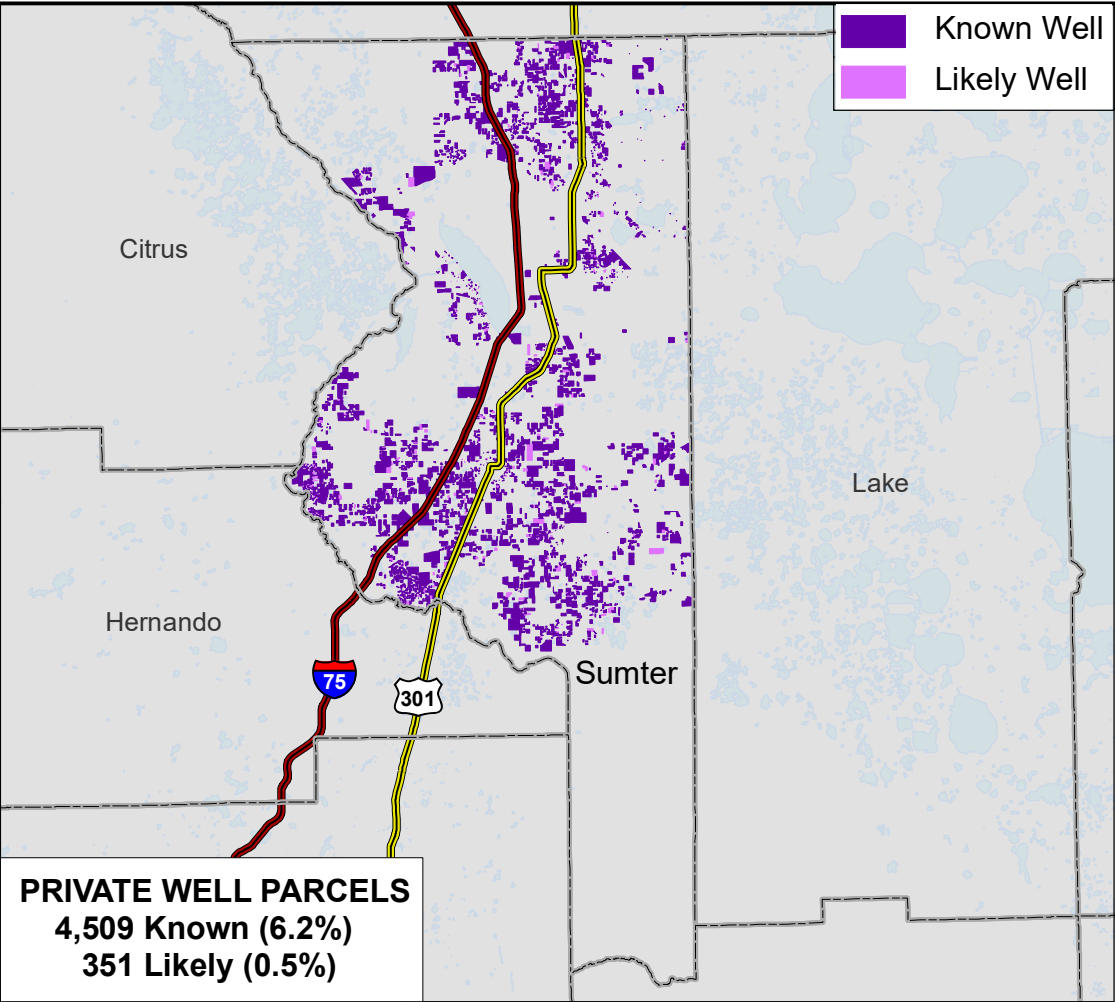 Known Well
Likely Well
Citrus
Lake
Hernando
Sumter
75
301
PRIVATE WELL PARCELS
4,509 Known (6.2%)
351 Likely (0.5%)